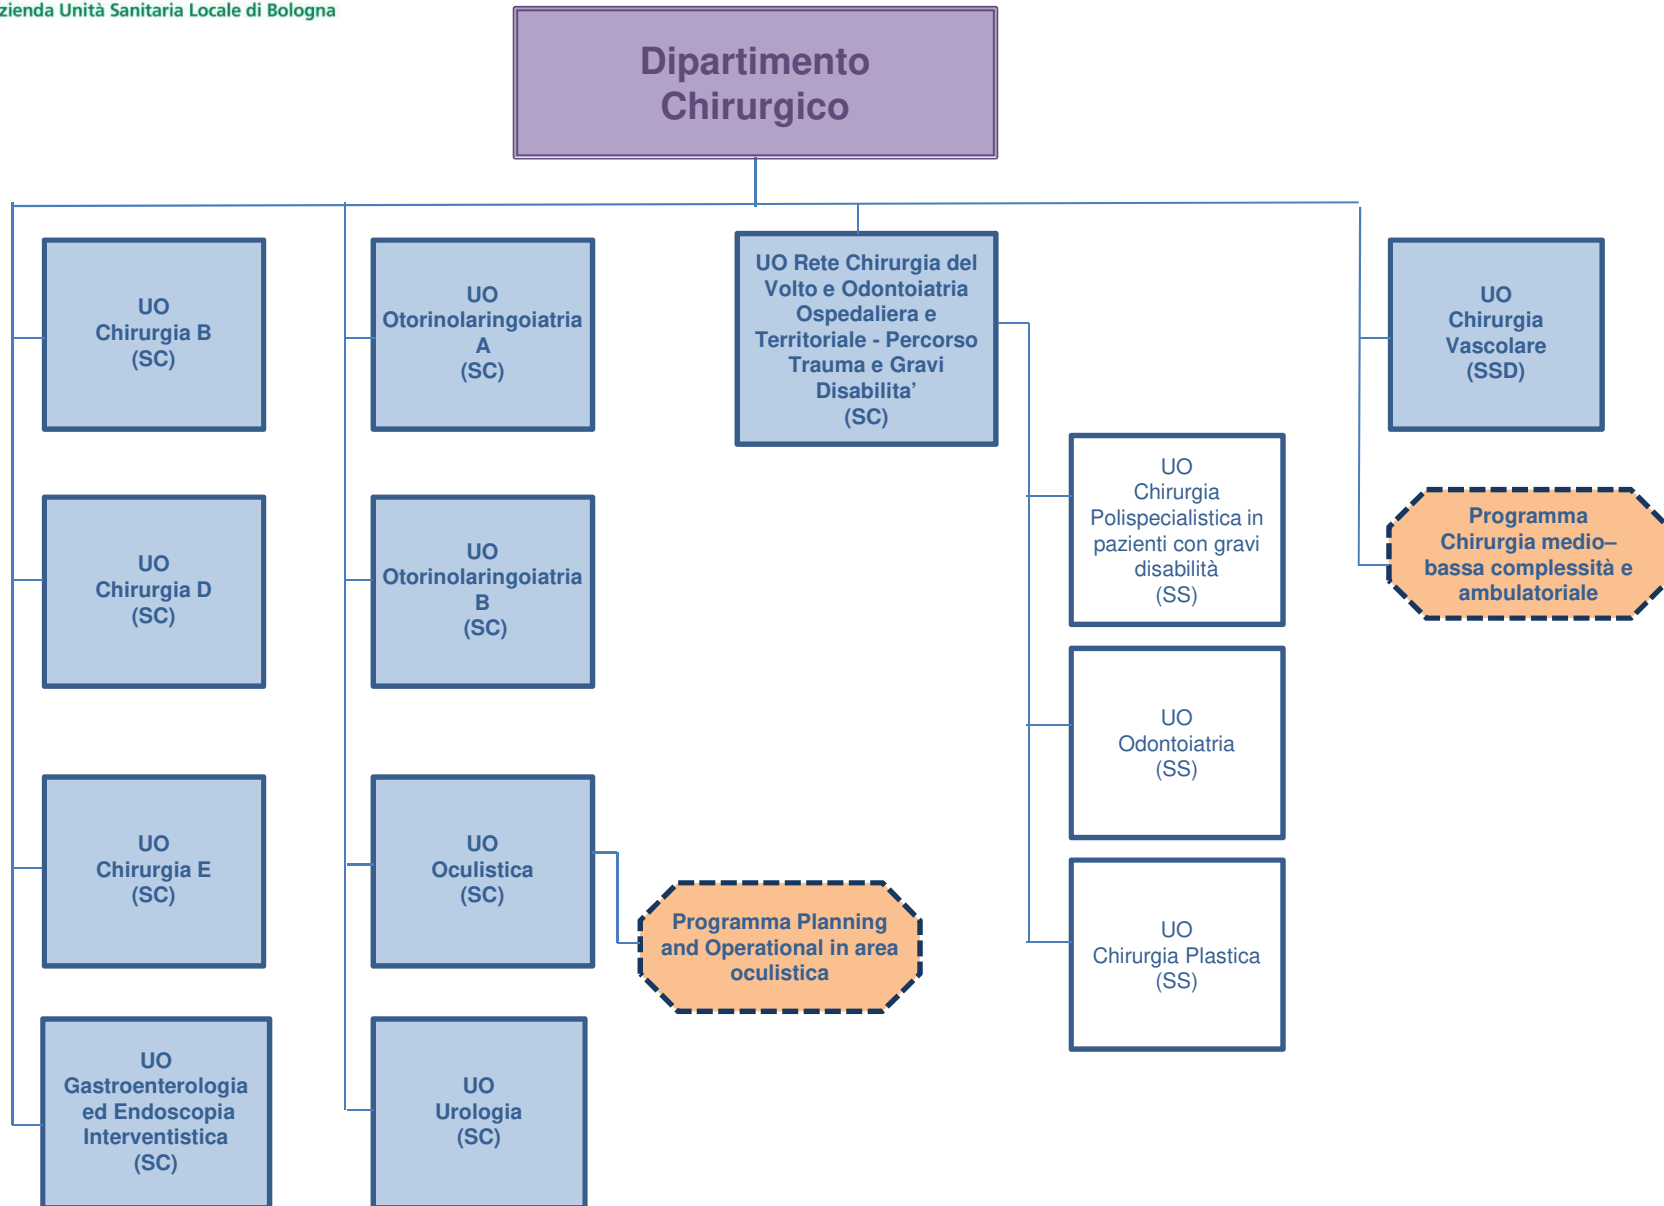 zienda Unità Sanitaria Locale di Bologna
Dipartimento
Chirurgico
UO
Chirurgia B
(SC)
UO
Otorinolaringoiatria
A
(SC)
UO Rete Chirurgia del
Volto e Odontoiatria
Ospedaliera e
Territoriale - Percorso
Trauma e Gravi
Disabilita’
(SC)
UO
Chirurgia
Vascolare
(SSD)
UO
Chirurgia D
(SC)
UO
Otorinolaringoiatria
B
(SC)
UO
Chirurgia
Polispecialistica in
pazienti con gravi
disabilità
(SS)
Programma
Chirurgia medio–
bassa complessità e
ambulatoriale
UO
Odontoiatria
(SS)
UO
Chirurgia E
(SC)
UO
Oculistica
(SC)
Programma Planning
and Operational in area
oculistica
UO
Chirurgia Plastica
(SS)
UO
Gastroenterologia
ed Endoscopia
Interventistica
(SC)
UO
Urologia
(SC)